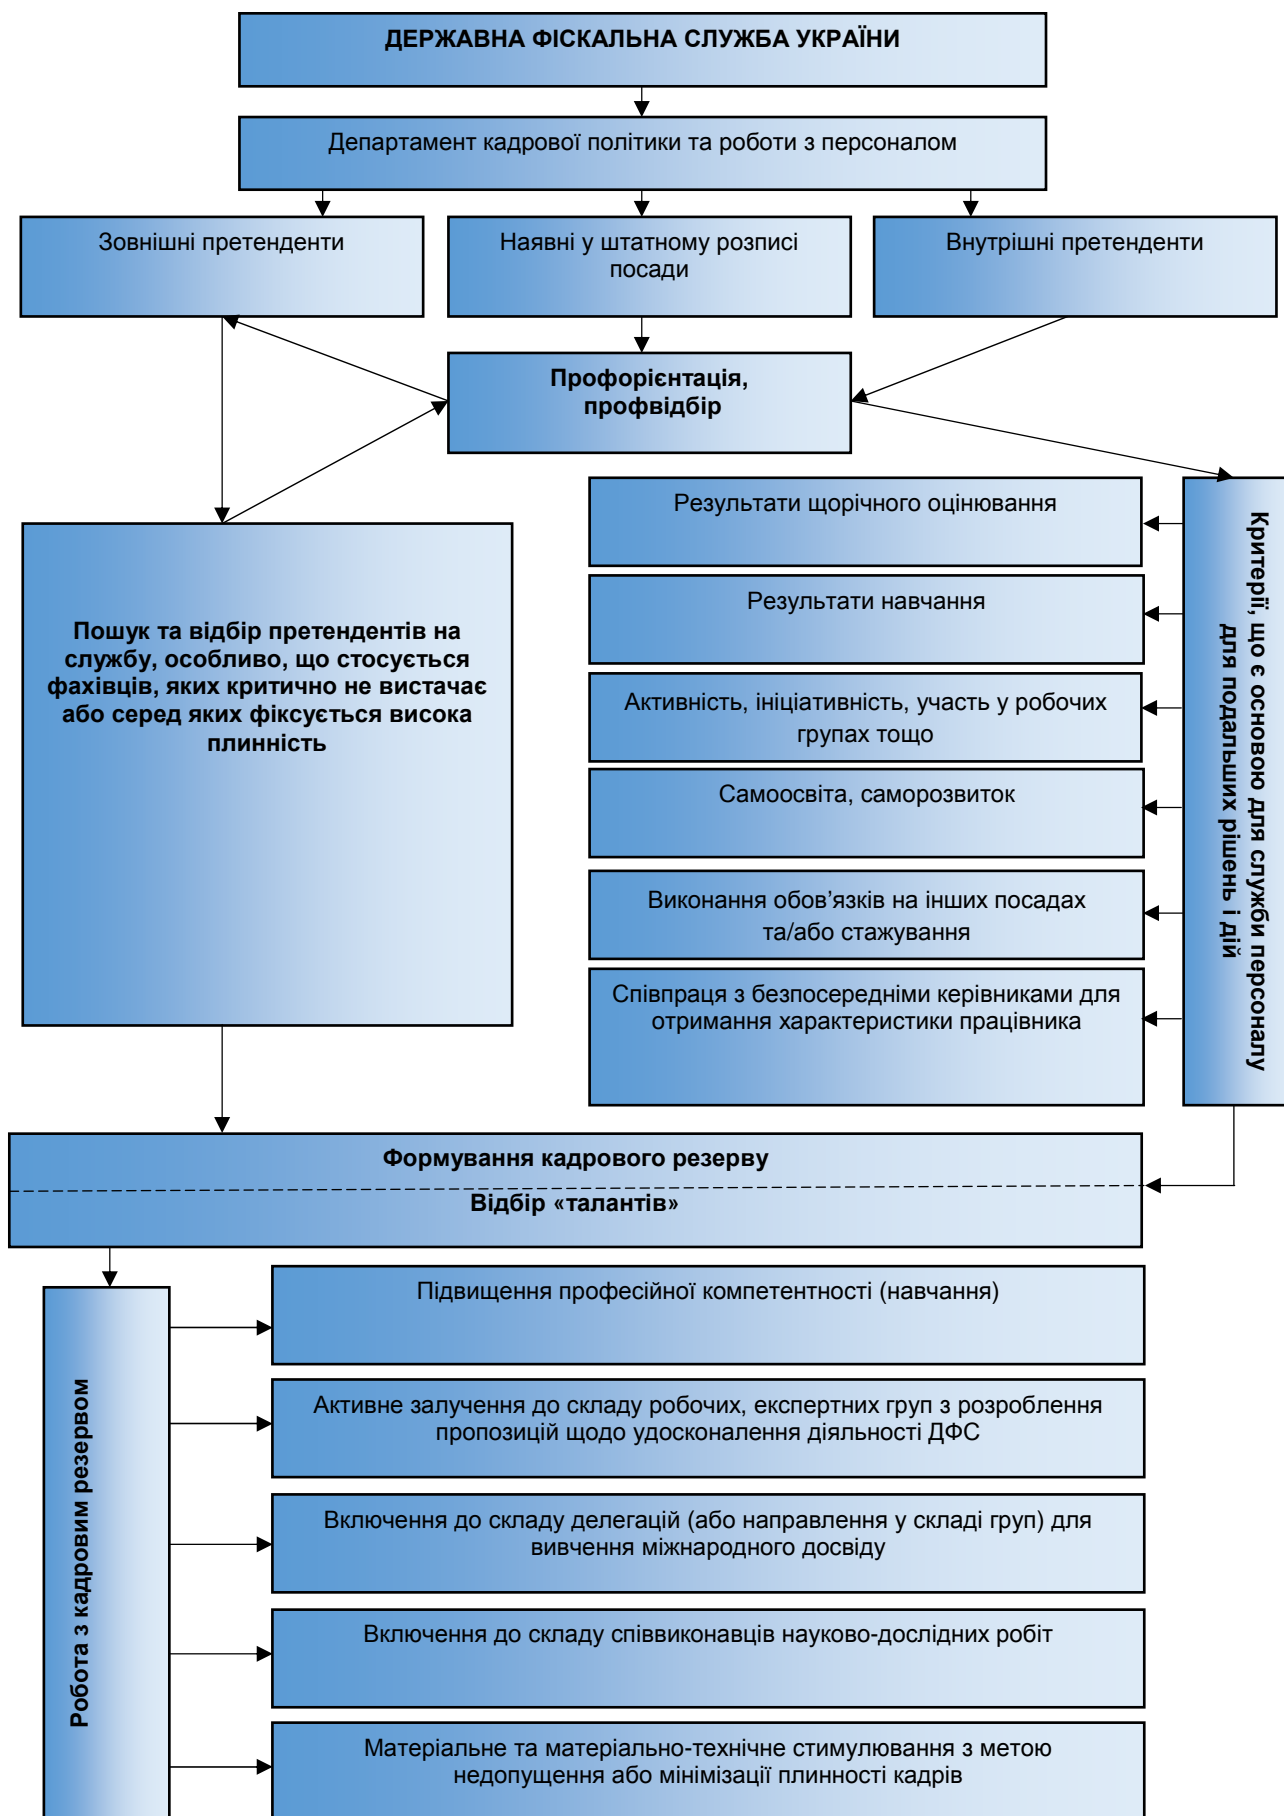 ДЕРЖАВНА ФІСКАЛЬНА СЛУЖБА УКРАЇНИ
Департамент кадрової політики та роботи з персоналом
Зовнішні претенденти
Наявні у штатному розписі
посади
Внутрішні претенденти
Профорієнтація,
профвідбір
Пошук та відбір претендентів на
службу, особливо, що стосується
фахівців, яких критично не вистачає
або серед яких фіксується висока
плинність
Результати щорічного оцінювання
Результати навчання
Активність, ініціативність, участь у робочих
групах тощо
Самоосвіта, саморозвиток
Виконання обов’язків на інших посадах
та/або стажування
Співпраця з безпосередніми керівниками для
отримання характеристики працівника
Критерії, що є основою для служби персоналу
для подальших рішень і дій
Формування кадрового резерву
Відбір «талантів»
Робота з кадровим резервом
Підвищення професійної компетентності (навчання)
Активне залучення до складу робочих, експертних груп з розроблення
пропозицій щодо удосконалення діяльності ДФС
Включення до складу делегацій (або направлення у складі груп) для
вивчення міжнародного досвіду
Включення до складу співвиконавців науково-дослідних робіт
Матеріальне та матеріально-технічне стимулювання з метою
недопущення або мінімізації плинності кадрів